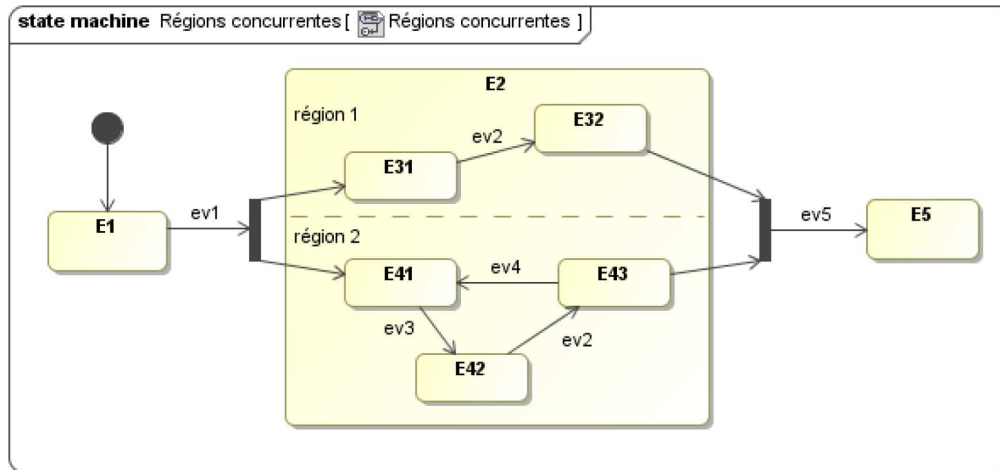 state machine Régions concurrentes [ Régions concurrentes ]
E2
région 1
E32
ev2
E31
ev1
E1
ev5
E5
région 2
E41
ev4
E43
ev3
ev2
E42